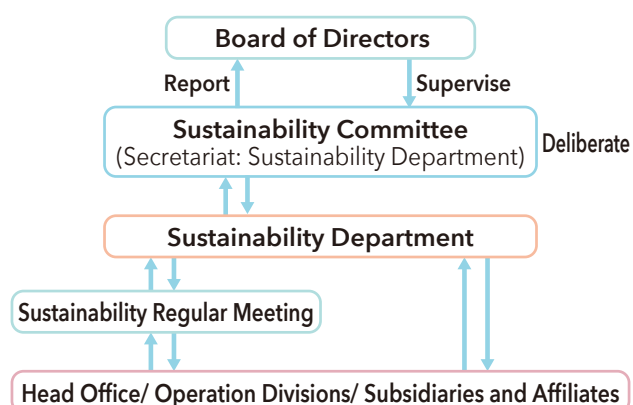 Board of Directors
Report
Supervise
Sustainability Committee
(Secretariat: Sustainability Department)
Deliberate
Sustainability Department
Sustainability Regular Meeting
Head Office/ Operation Divisions/ Subsidiaries and Affiliates